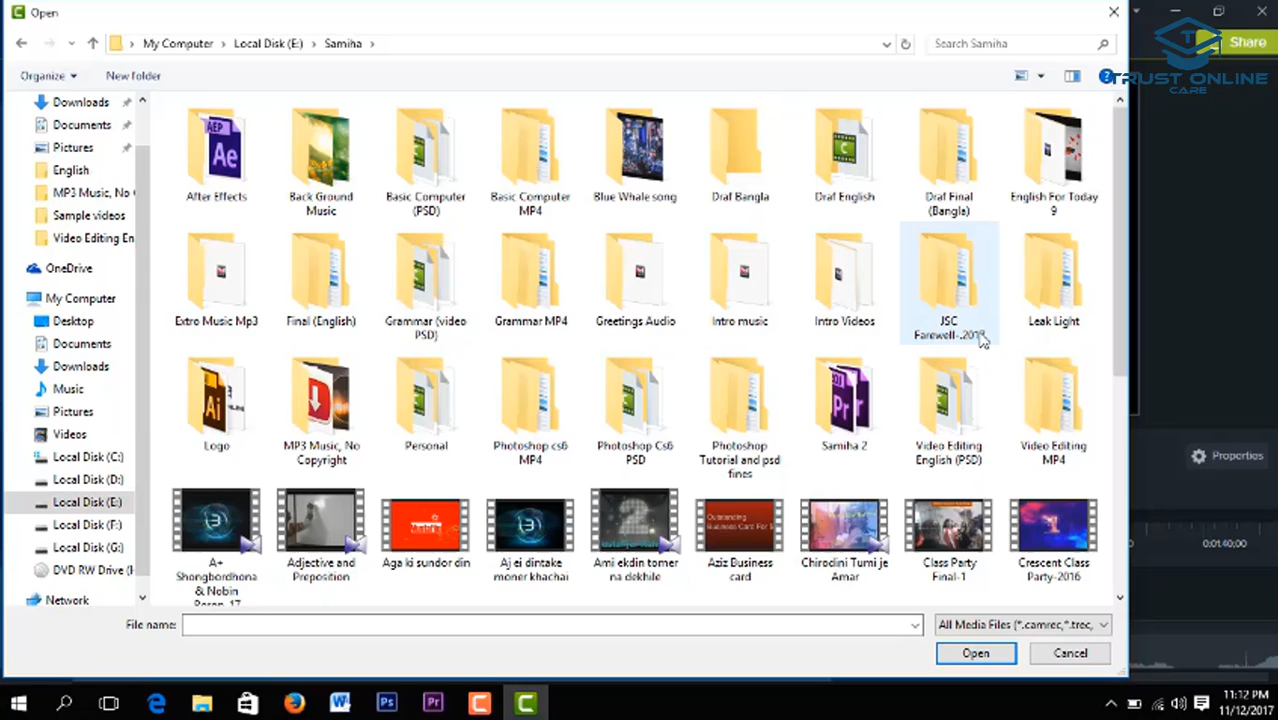 Open
Share
TRUST ONLINE
CARE
My Computer
Local Disk (E:)
Samiha
Search Samiha
Organize
New folder
Downloads
Documents
Pictures
English
MP3 Music, No
Sample videos
Video Editing En
OneDrive
My Computer
Desktop
Documents
Downloads
Music
Pictures
Videos
Local Disk (C:)
Local Disk (D:)
Local Disk (E:)
Local Disk (F:)
Local Disk (G:)
DVD RW Drive (I
Network
After Effects
Back Ground
Music
Basic Computer
(PSD)
Basic Computer
MP4
Blue Whale song
Draf Bangla
Draf English
Draf Final
(Bangla)
English For Today
9
Extro Music Mp3
Final (English)
Grammar (video
PSD)
Grammar MP4
Greetings Audio
Intro music
Intro Videos
JSC
Farewell-.2017
Leak Light
Logo
MP3 Music, No
Copyright
Personal
Photoshop cs6
MP4
Photoshop Cs6
PSD
Photoshop
Tutorial and psd
fines
Samiha 2
Video Editing
English (PSD)
Video Editing
MP4
A+
Shongbordhona
& Nobin
Adjective and
Preposition
Aga ki sundor din
Aj ei dintake
moner khachai
Ami ekdin tomer
na dekhile
Aziz Business
card
Chirodini Tumi je
Amar
Class Party
Final-1
Crescent Class
Party-2016
Properties
0:01:40;00
File name:
All Media Files (*.camrec,*.trec,
Open
Cancel
11:12 PM
11/12/2017